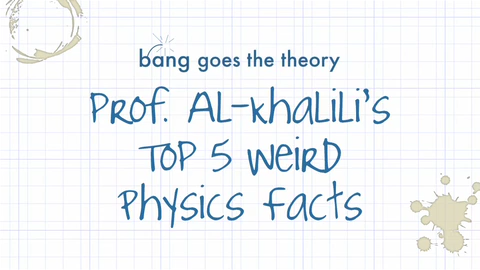 bang goes the theory
Prof. Al-Khalili's
Top 5 Weird
Physics Facts